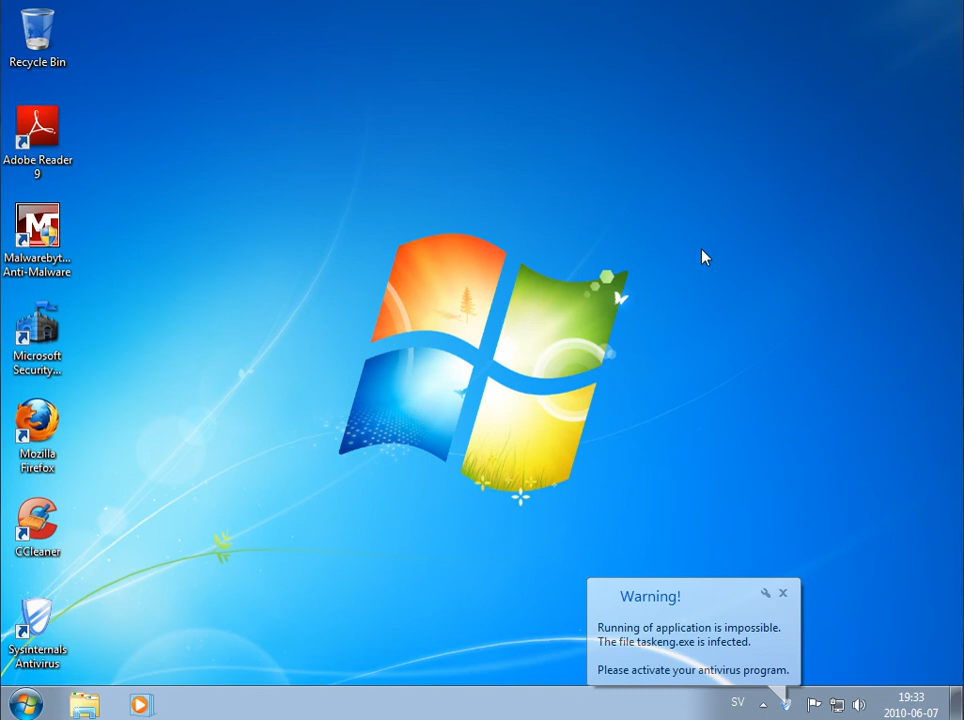 Recycle Bin
Adobe Reader
9
Malwarebyt...
Anti-Malware
Microsoft
Security...
Mozilla
Firefox
CCleaner
Sysinternals
Antivirus
Warning!
Running of application is impossible.
The file taskeng.exe is infected.
Please activate your antivirus program.
SV
19:33
2010-06-07